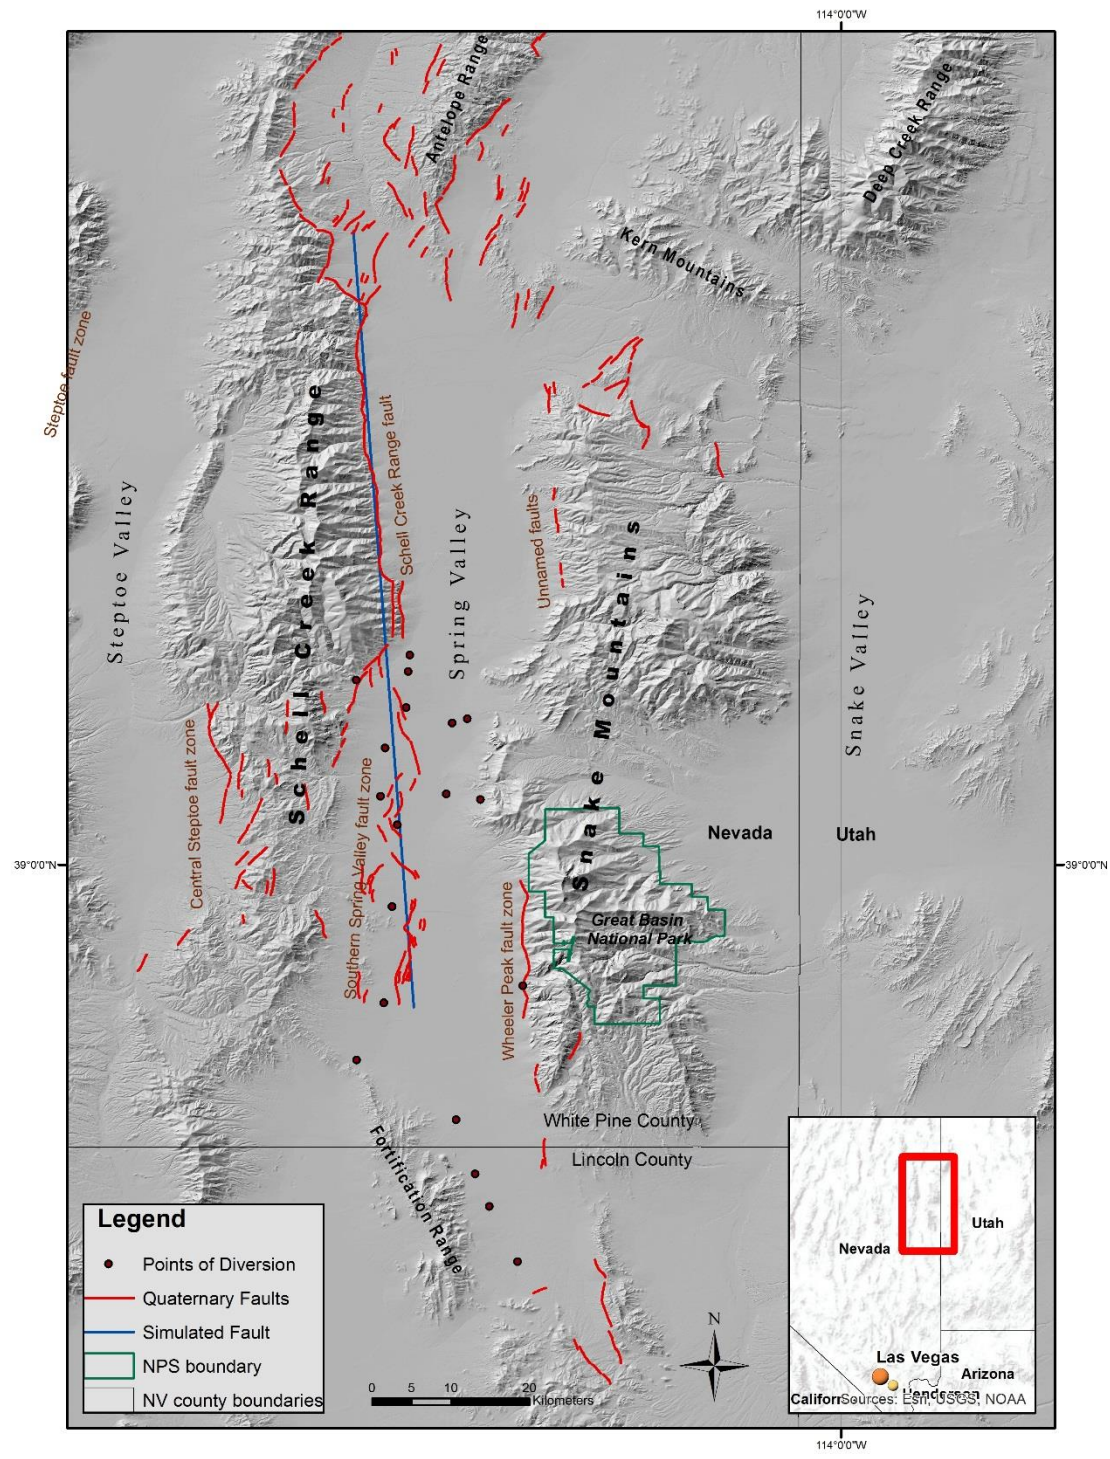 114°0'0"W
Antelope Range
Deep Creek Range
Kern Mountains
Steptoe fault zone
Schell Creek Range
Schell Creek Range fault
Steptoe Valley
Spring Valley
Unnamed faults
Snake Mountains
Snake Valley
Central Steptoe fault zone
Southern Spring Valley fault zone
Nevada
Utah
39°0'0"N
39°0'0"N
Wheeler Peak fault zone
Great Basin
National Park
White Pine County
Lincoln County
Fortification Range
Legend
Points of Diversion
Quaternary Faults
Simulated Fault
NPS boundary
NV county boundaries
0 5 10 20
Kilometers
N
Utah
Nevada
Las Vegas
Arizona
Henderson
Califor
Sources: Esri, USGS, NOAA
114°0'0"W